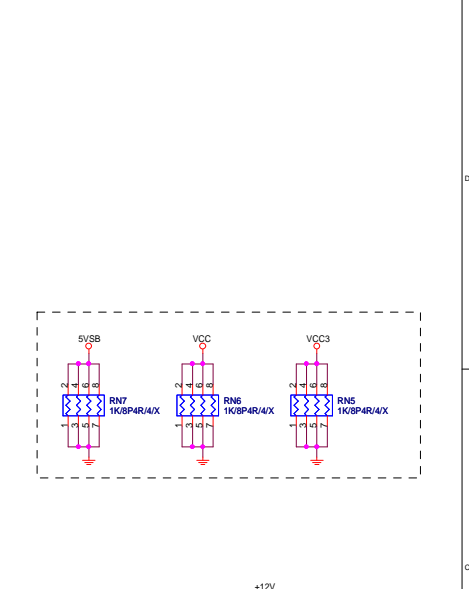 D
5VSB VCC VCC3
2 4 6 8 2 4 6 8 2 4 6 8
RN7 RN6 RN5
1K/8P4R/4/X 1K/8P4R/4/X 1K/8P4R/4/X
1 3 5 7 1 3 5 7 1 3 5 7
C
+12V